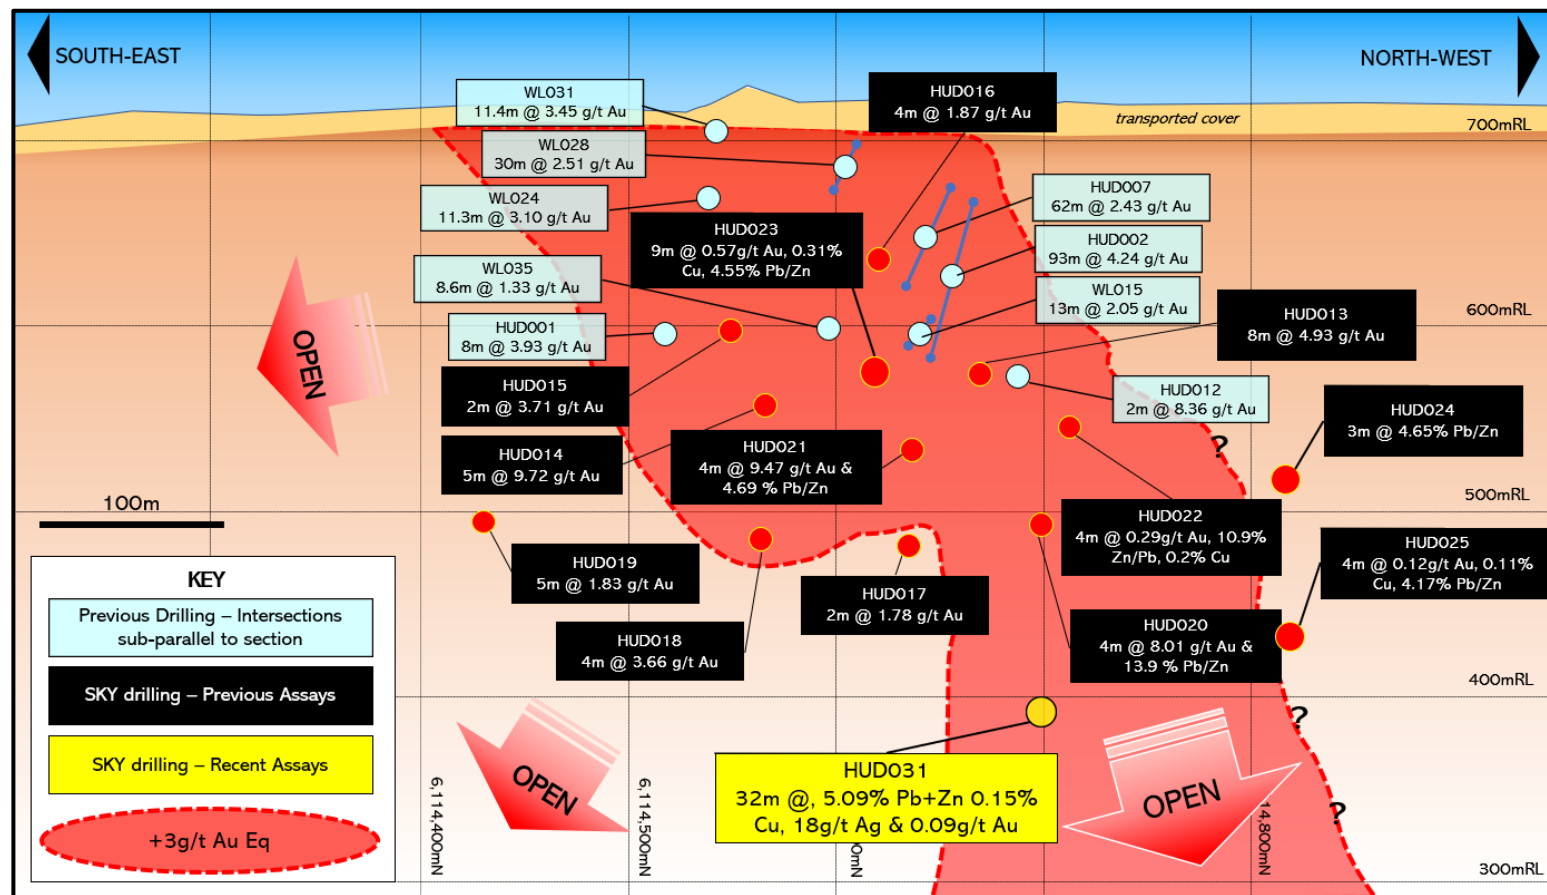 SOUTH-EAST
NORTH-WEST
WL031
11.4m @ 3.45 g/t Au
HUD016
4m @ 1.87 g/t Au
transported cover
700mRL
WL028
30m @ 2.51 g/t Au
WL024
11.3m @ 3.10 g/t Au
HUD007
62m @ 2.43 g/t Au
HUD023
9m @ 0.57g/t Au, 0.31%
Cu, 4.55% Pb/Zn
HUD002
93m @ 4.24 g/t Au
WL035
8.6m @ 1.33 g/t Au
WL015
13m @ 2.05 g/t Au
HUD013
8m @ 4.93 g/t Au
600mRL
HUD001
8m @ 3.93 g/t Au
OPEN
HUD015
2m @ 3.71 g/t Au
HUD012
2m @ 8.36 g/t Au
HUD024
3m @ 4.65% Pb/Zn
?
HUD014
5m @ 9.72 g/t Au
HUD021
4m @ 9.47 g/t Au &
4.69 % Pb/Zn
100m
500mRL
HUD022
4m @ 0.29g/t Au, 10.9%
Zn/Pb, 0.2% Cu
HUD019
5m @ 1.83 g/t Au
HUD025
4m @ 0.12g/t Au, 0.11%
Cu, 4.17% Pb/Zn
HUD017
2m @ 1.78 g/t Au
HUD018
4m @ 3.66 g/t Au
HUD020
4m @ 8.01 g/t Au &
13.9 % Pb/Zn
400mRL
?
KEY
Previous Drilling – Intersections
sub-parallel to section
SKY drilling – Previous Assays
SKY drilling – Recent Assays
+3g/t Au Eq
OPEN
HUD031
32m @, 5.09% Pb+Zn 0.15%
Cu, 18g/t Ag & 0.09g/t Au
OPEN
?
6,114,400mN
6,114,500mN
00mN
14,800mN
300mRL